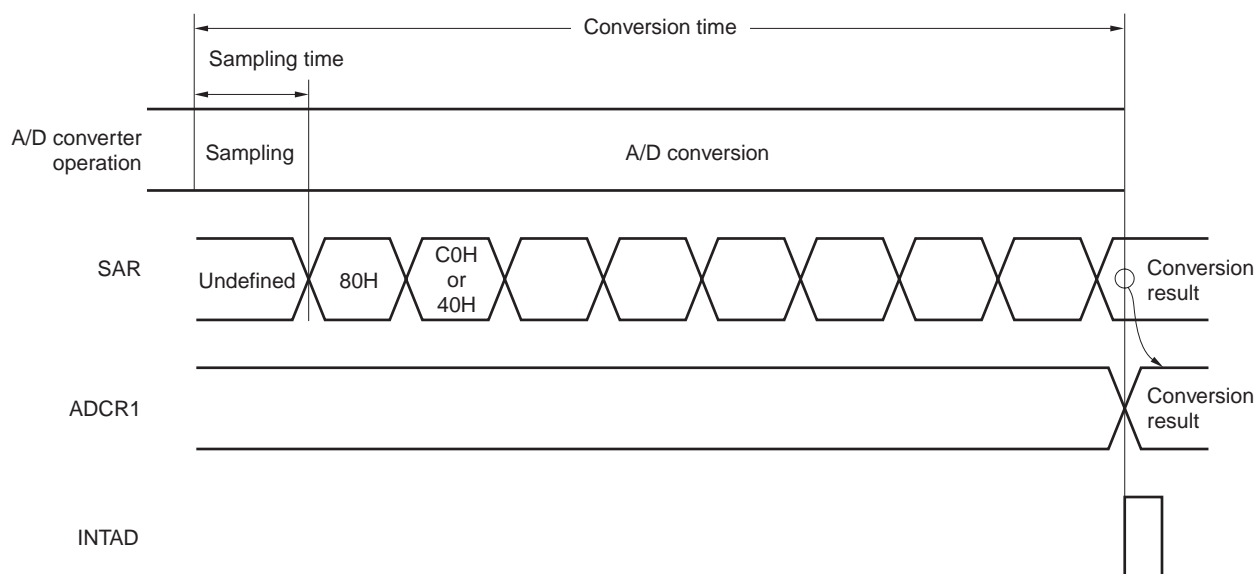 Conversion time
Sampling time
A/D converter
operation
Sampling
A/D conversion
SAR
Undefined
80H
C0H
or
40H
Conversion
result
ADCR1
Conversion
result
INTAD